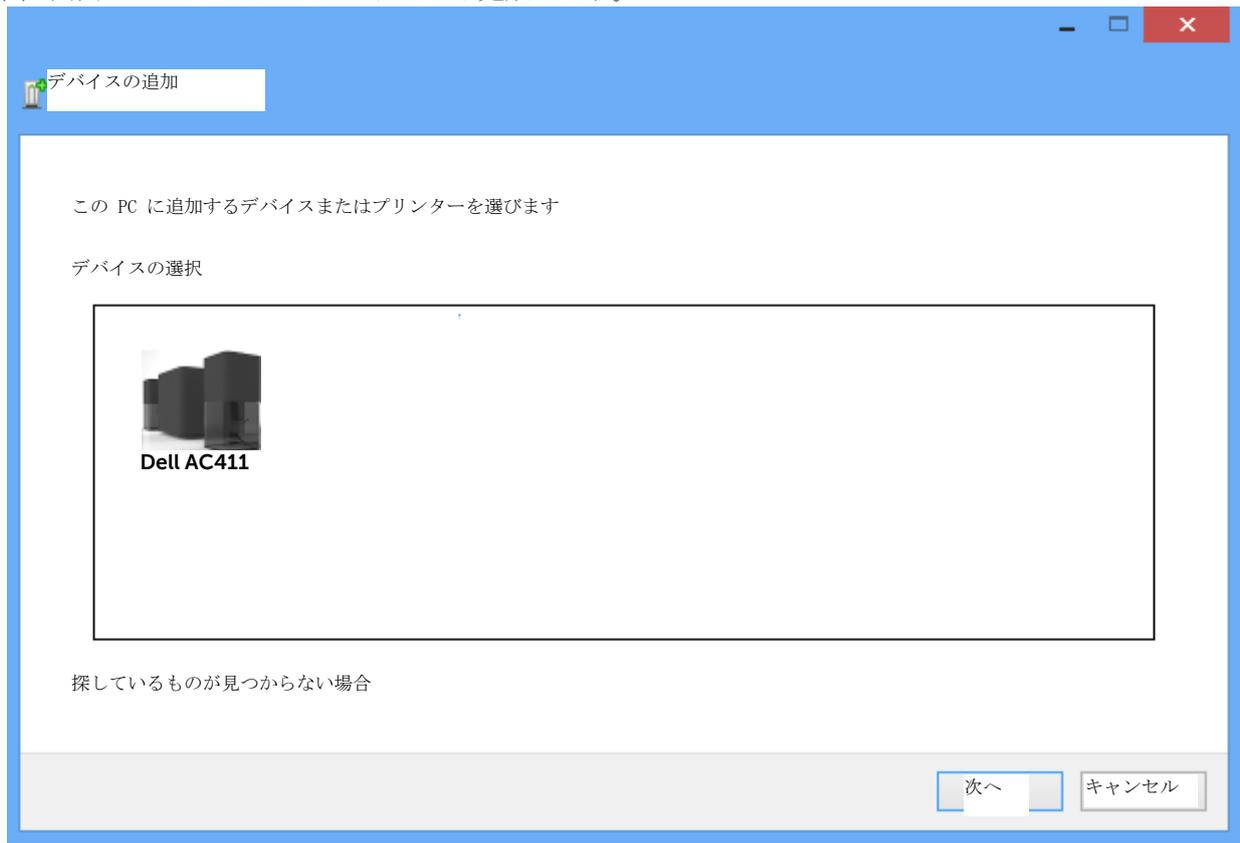 デバイスの追加
この PC に追加するデバイスまたはプリンターを選びます
デバイスの選択
Dell AC411
探しているものが見つからない場合
次へ
キャンセル